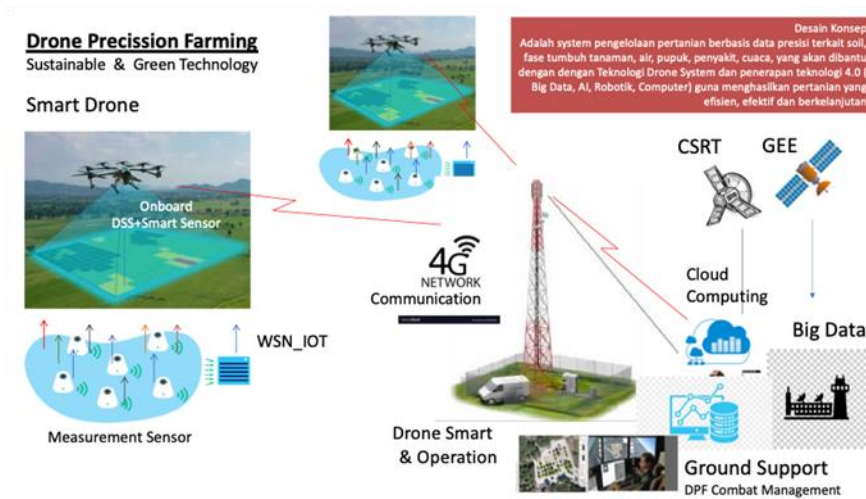 Drone Precission Farming
Sustainable & Green Technology
Smart Drone
Onboard
DSS+Smart Sensor
WSN_IOT
Measurement Sensor
Desain Konsep
Adalah system pengelolaan pertanian berbasis data presisi terkait soil,
fase tumbuh tanaman, air, pupuk, penyakit, cuaca, yang akan dibantu
dengan dengan Teknologi Drone System dan penerapan teknologi 4.0 (
Big Data, AI, Robotik, Computer) guna menghasilkan pertanian yang
efisien, efektif dan berkelanjutan
CSRT
GEE
4G
NETWORK
Communication
Cloud
Computing
Big Data
Drone Smart
& Operation
Ground Support
DPF Combat Management